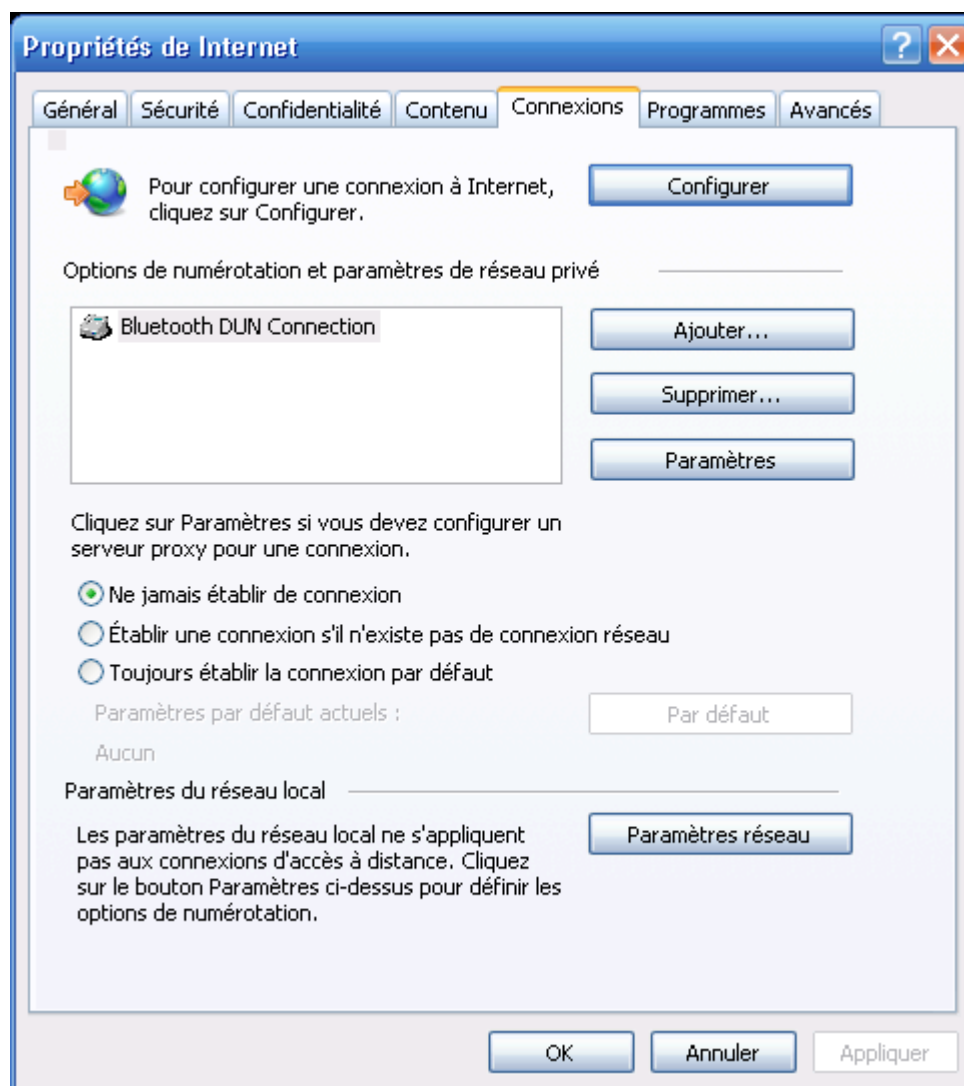 Propriétés de Internet
Général Sécurité Confidentialité Contenu Connexions Programmes Avancés
Pour configurer une connexion à Internet,
cliquez sur Configurer.
Configurer
Options de numérotation et paramètres de réseau privé
Bluetooth DUN Connection
Ajouter...
Supprimer...
Paramètres
Cliquez sur Paramètres si vous devez configurer un
serveur proxy pour une connexion.
Ne jamais établir de connexion
Établir une connexion s'il n'existe pas de connexion réseau
Toujours établir la connexion par défaut
Paramètres par défaut actuels :
Par défaut
Aucun
Paramètres du réseau local
Les paramètres du réseau local ne s'appliquent
pas aux connexions d'accès à distance. Cliquez
sur le bouton Paramètres ci-dessus pour définir les
options de numérotation.
Paramètres réseau
OK Annuler Appliquer